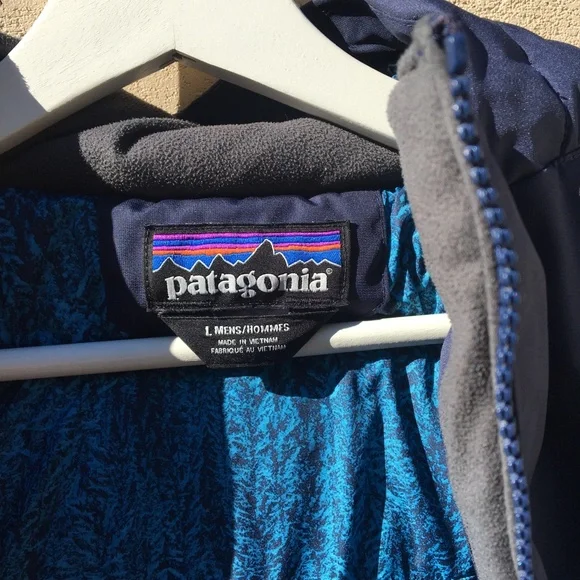 patagonia®
L MENS/HOMMES
MADE IN VIETNAM
FABRIQUÉ AU VIETNAM